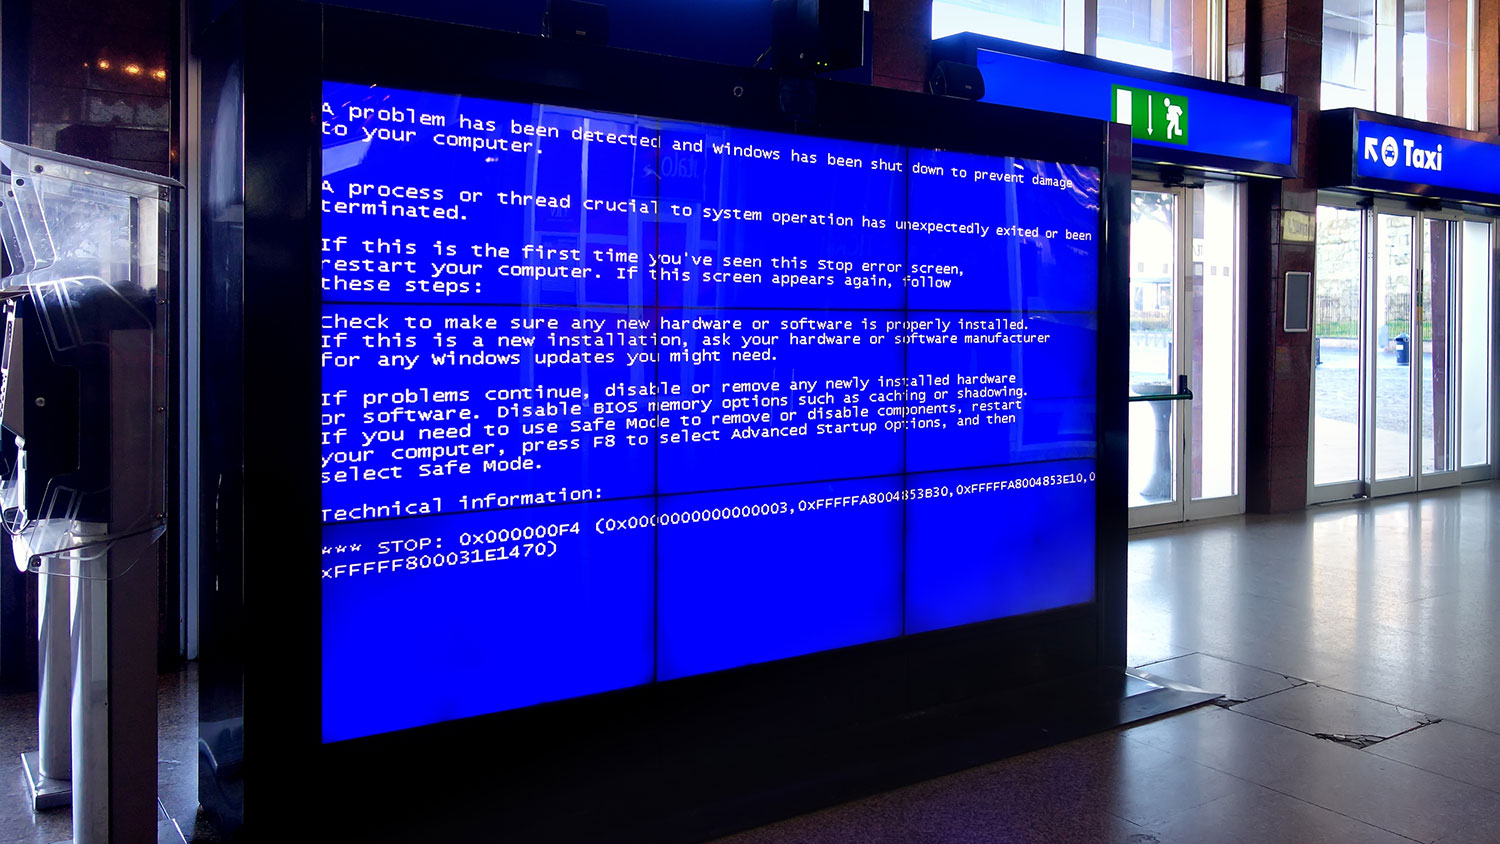 A problem has been detected and windows has been shut down to prevent damage
to your computer.
A process or thread crucial to system operation has unexpectedly exited or been
terminated.
If this is the first time you've seen this Stop error screen,
restart your computer. If this screen appears again, follow
these steps:
Check to make sure any new hardware or software is properly installed.
If this is a new installation, ask your hardware or software manufacturer
for any windows updates you might need.
If problems continue, disable or remove any newly installed hardware
or software. Disable BIOS memory options such as caching or shadowing.
If you need to use Safe Mode to remove or disable components, restart
your computer, press F8 to select Advanced Startup Options, and then
select Safe Mode.
Technical information:
*** STOP: 0x000000F4 (0x0000000000000003,0xFFFFFA8004853B30,0xFFFFFA8004853E10,0
xFFFFF800031E1470)
Taxi